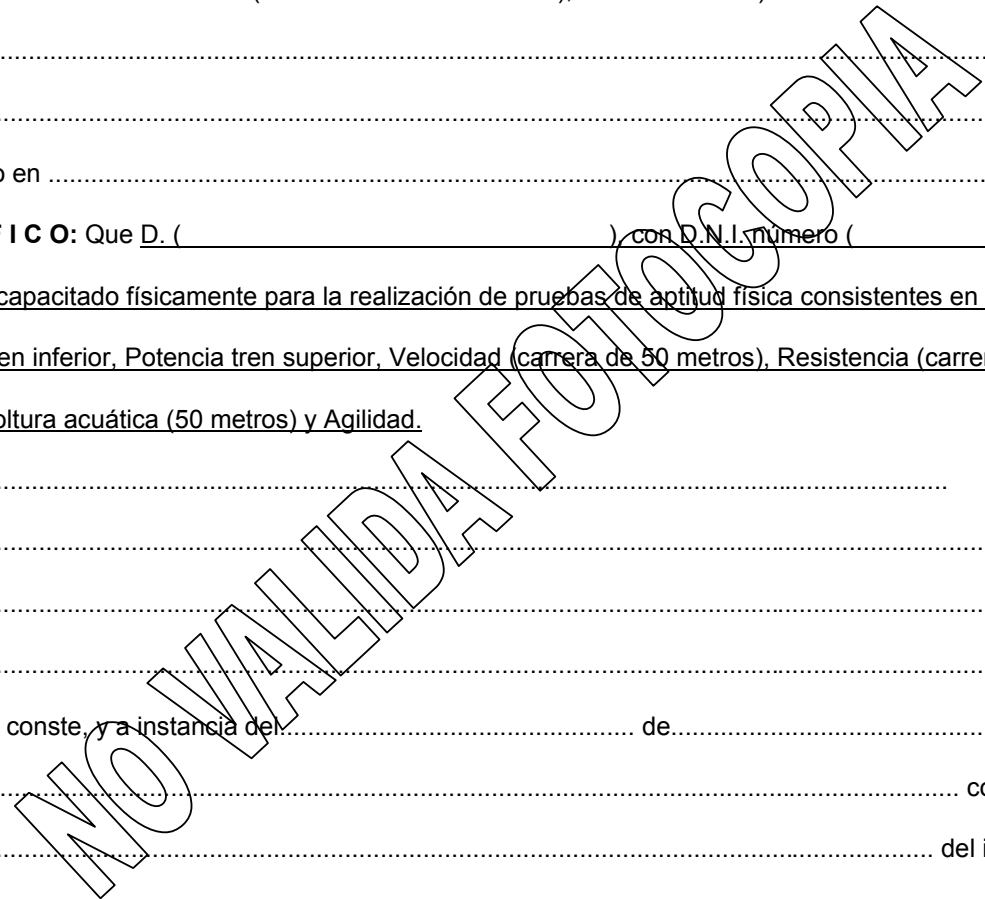 o en ..........................................................................................................................
I C O: Que D. ( ), con D.N.I. número (
capacitado físicamente para la realización de pruebas de aptitud física consistentes en
en inferior, Potencia tren superior, Velocidad (carrera de 50 metros), Resistencia (carre
oltura acuática (50 metros) y Agilidad.
conste, y a instancia del.................................................. de.............................................
co
del i
NO VALIDA FOTOCOPIA